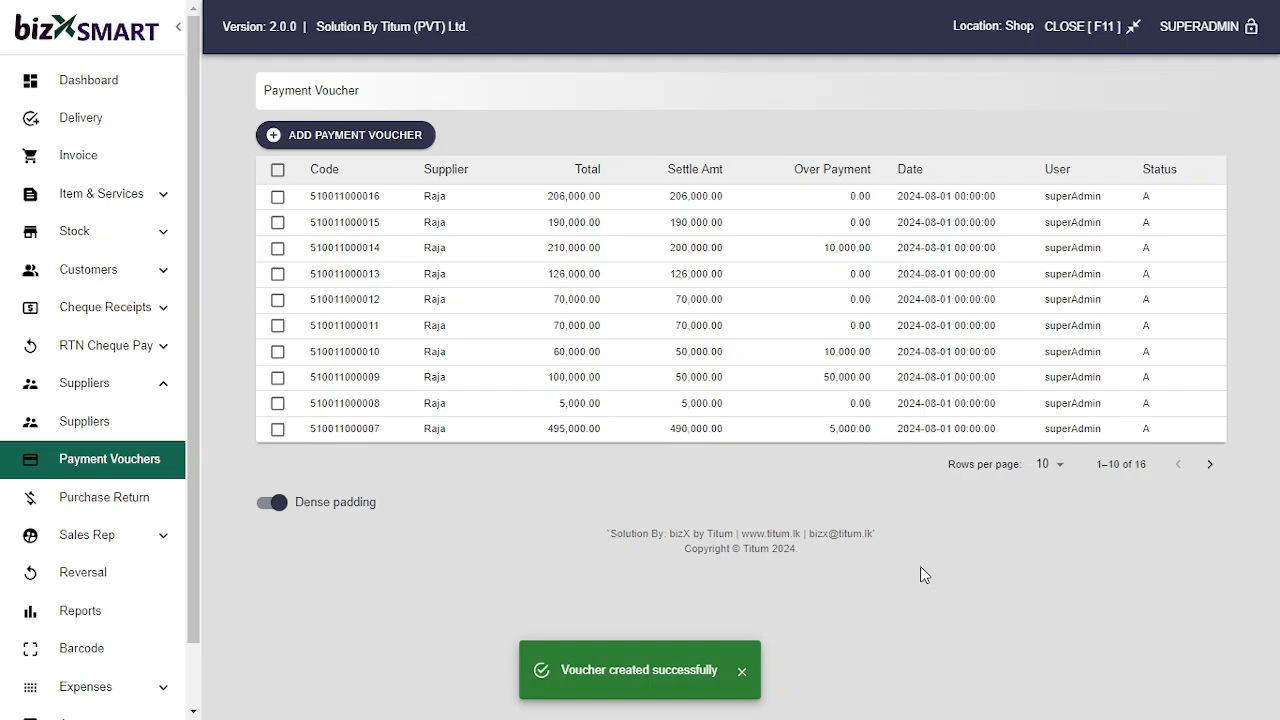 bizXSMART
Version: 2.0.0 | Solution By Titum (PVT) Ltd.
Location: Shop CLOSE [ F11 ] SUPERADMIN
Dashboard
Delivery
Invoice
Item & Services
Stock
Customers
Cheque Receipts
RTN Cheque Pay
Suppliers
Suppliers
Payment Vouchers
Purchase Return
Sales Rep
Reversal
Reports
Barcode
Expenses
Payment Voucher
ADD PAYMENT VOUCHER
Code Supplier Total Settle Amt Over Payment Date User Status
510011000016 Raja 206,000.00 206,000.00 0.00 2024-08-01 00:00:00 superAdmin A
510011000015 Raja 190,000.00 190,000.00 0.00 2024-08-01 00:00:00 superAdmin A
510011000014 Raja 210,000.00 200,000.00 10,000.00 2024-08-01 00:00:00 superAdmin A
510011000013 Raja 126,000.00 126,000.00 0.00 2024-08-01 00:00:00 superAdmin A
510011000012 Raja 70,000.00 70,000.00 0.00 2024-08-01 00:00:00 superAdmin A
510011000011 Raja 70,000.00 70,000.00 0.00 2024-08-01 00:00:00 superAdmin A
510011000010 Raja 60,000.00 50,000.00 10,000.00 2024-08-01 00:00:00 superAdmin A
510011000009 Raja 100,000.00 50,000.00 50,000.00 2024-08-01 00:00:00 superAdmin A
510011000008 Raja 5,000.00 5,000.00 0.00 2024-08-01 00:00:00 superAdmin A
510011000007 Raja 495,000.00 490,000.00 5,000.00 2024-08-01 00:00:00 superAdmin A
Rows per page: 10 1–10 of 16
Dense padding
`Solution By: bizX by Titum | www.titum.lk | bizx@titum.lk`
Copyright © Titum 2024.
Voucher created successfully